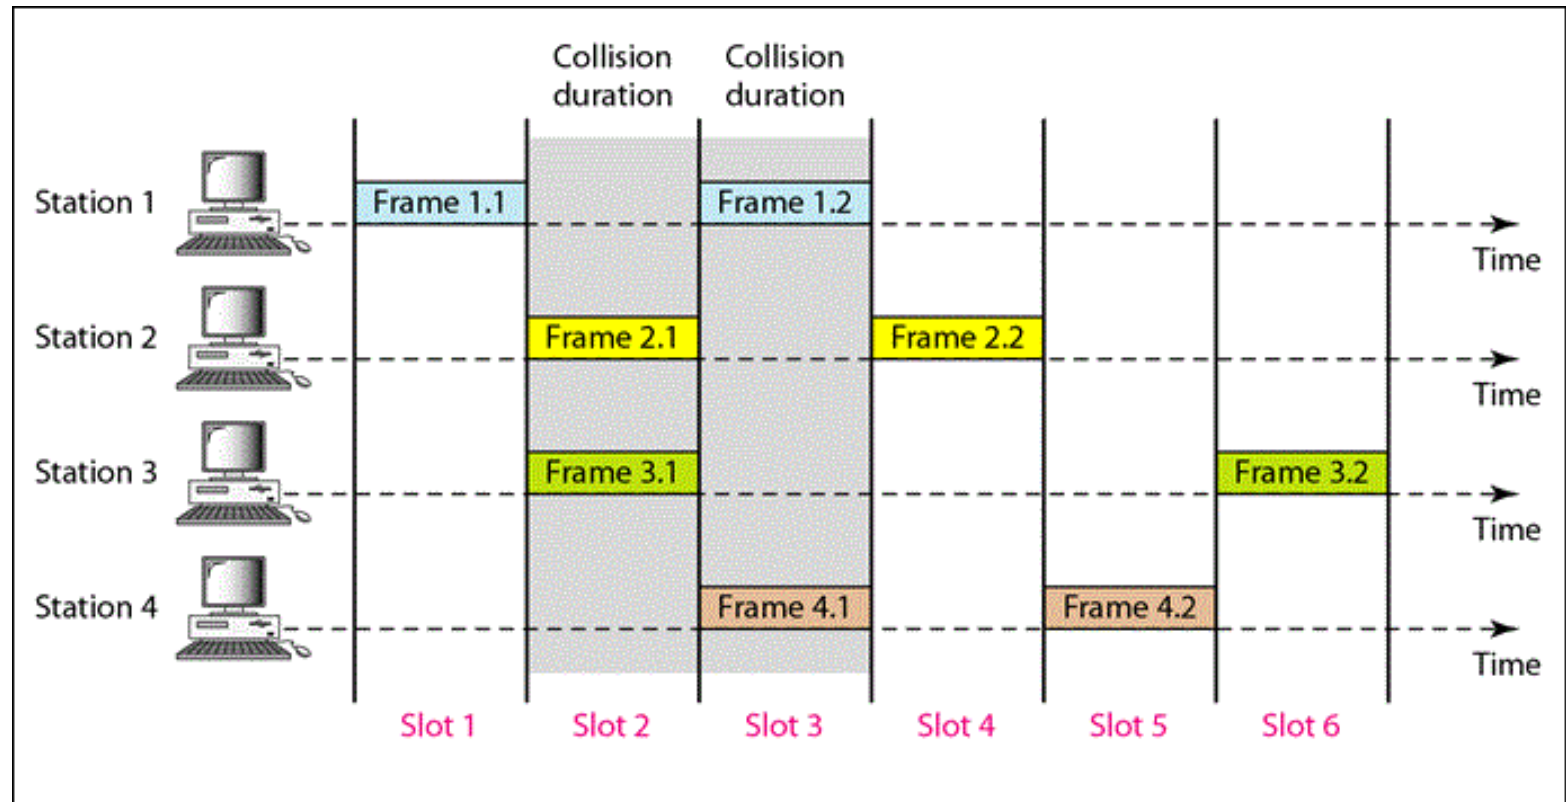 Collision
duration
Collision
duration
Station 1
Frame 1.1
Frame 1.2
Time
Station 2
Frame 2.1
Frame 2.2
Time
Station 3
Frame 3.1
Frame 3.2
Time
Station 4
Frame 4.1
Frame 4.2
Time
Slot 1
Slot 2
Slot 3
Slot 4
Slot 5
Slot 6